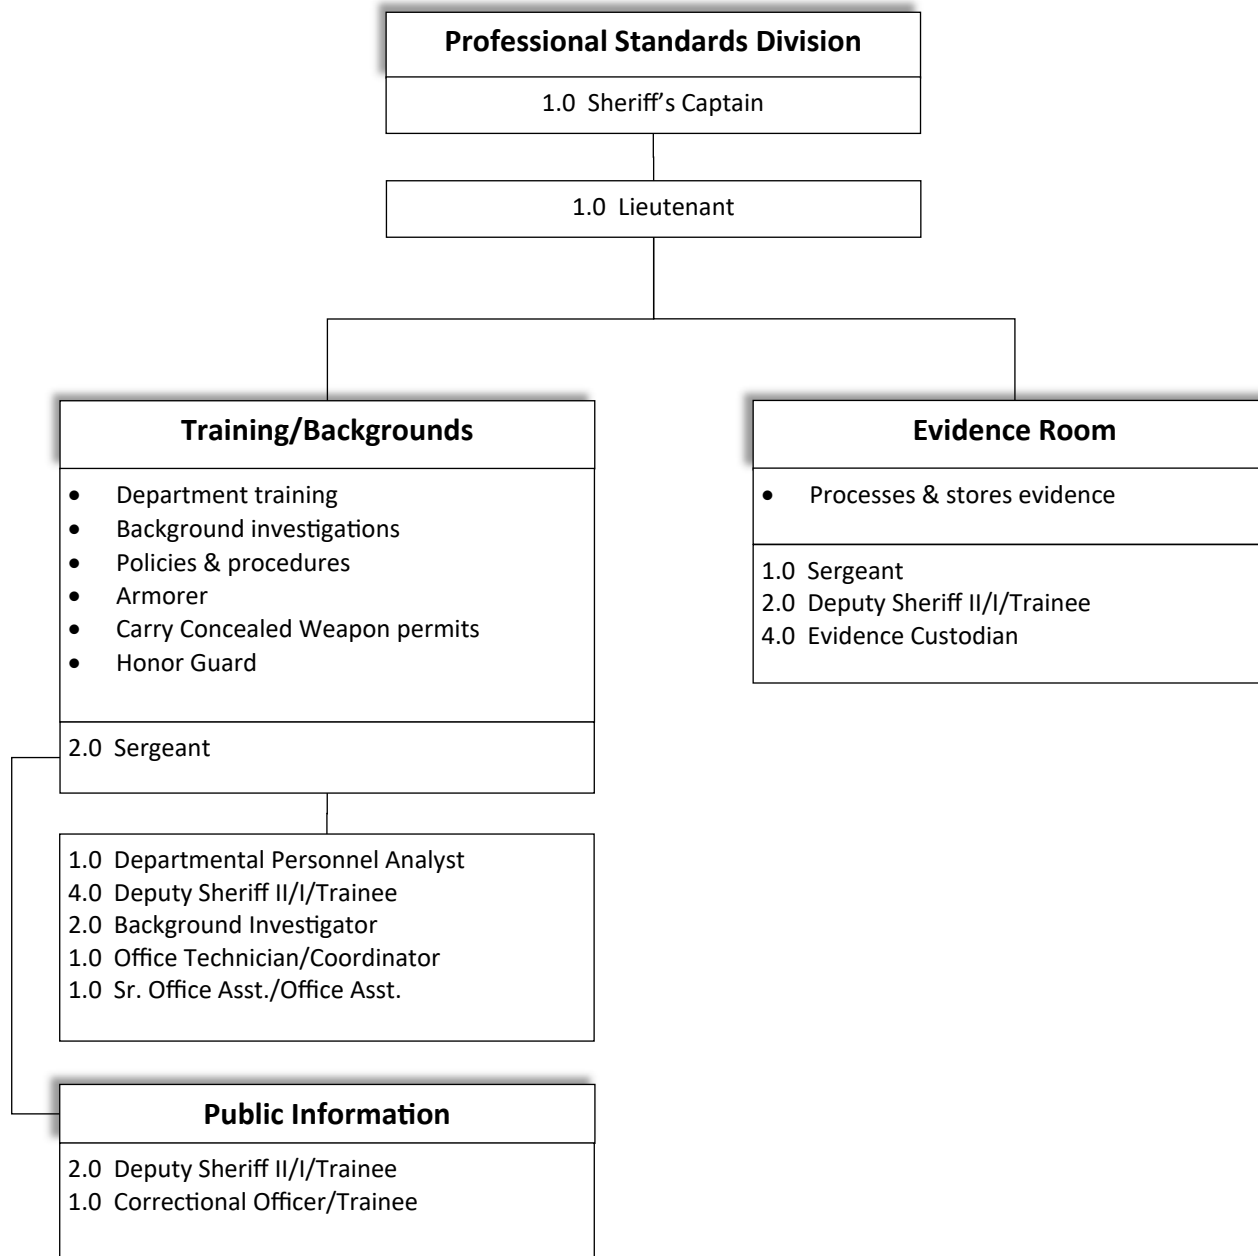 Professional Standards Division
1.0 Sheriff’s Captain
1.0 Lieutenant
Training/Backgrounds
• Department training
• Background investigations
• Policies & procedures
• Armorer
• Carry Concealed Weapon permits
• Honor Guard
2.0 Sergeant
1.0 Departmental Personnel Analyst
4.0 Deputy Sheriff II/I/Trainee
2.0 Background Investigator
1.0 Office Technician/Coordinator
1.0 Sr. Office Asst./Office Asst.
Public Information
2.0 Deputy Sheriff II/I/Trainee
1.0 Correctional Officer/Trainee
Evidence Room
• Processes & stores evidence
1.0 Sergeant
2.0 Deputy Sheriff II/I/Trainee
4.0 Evidence Custodian